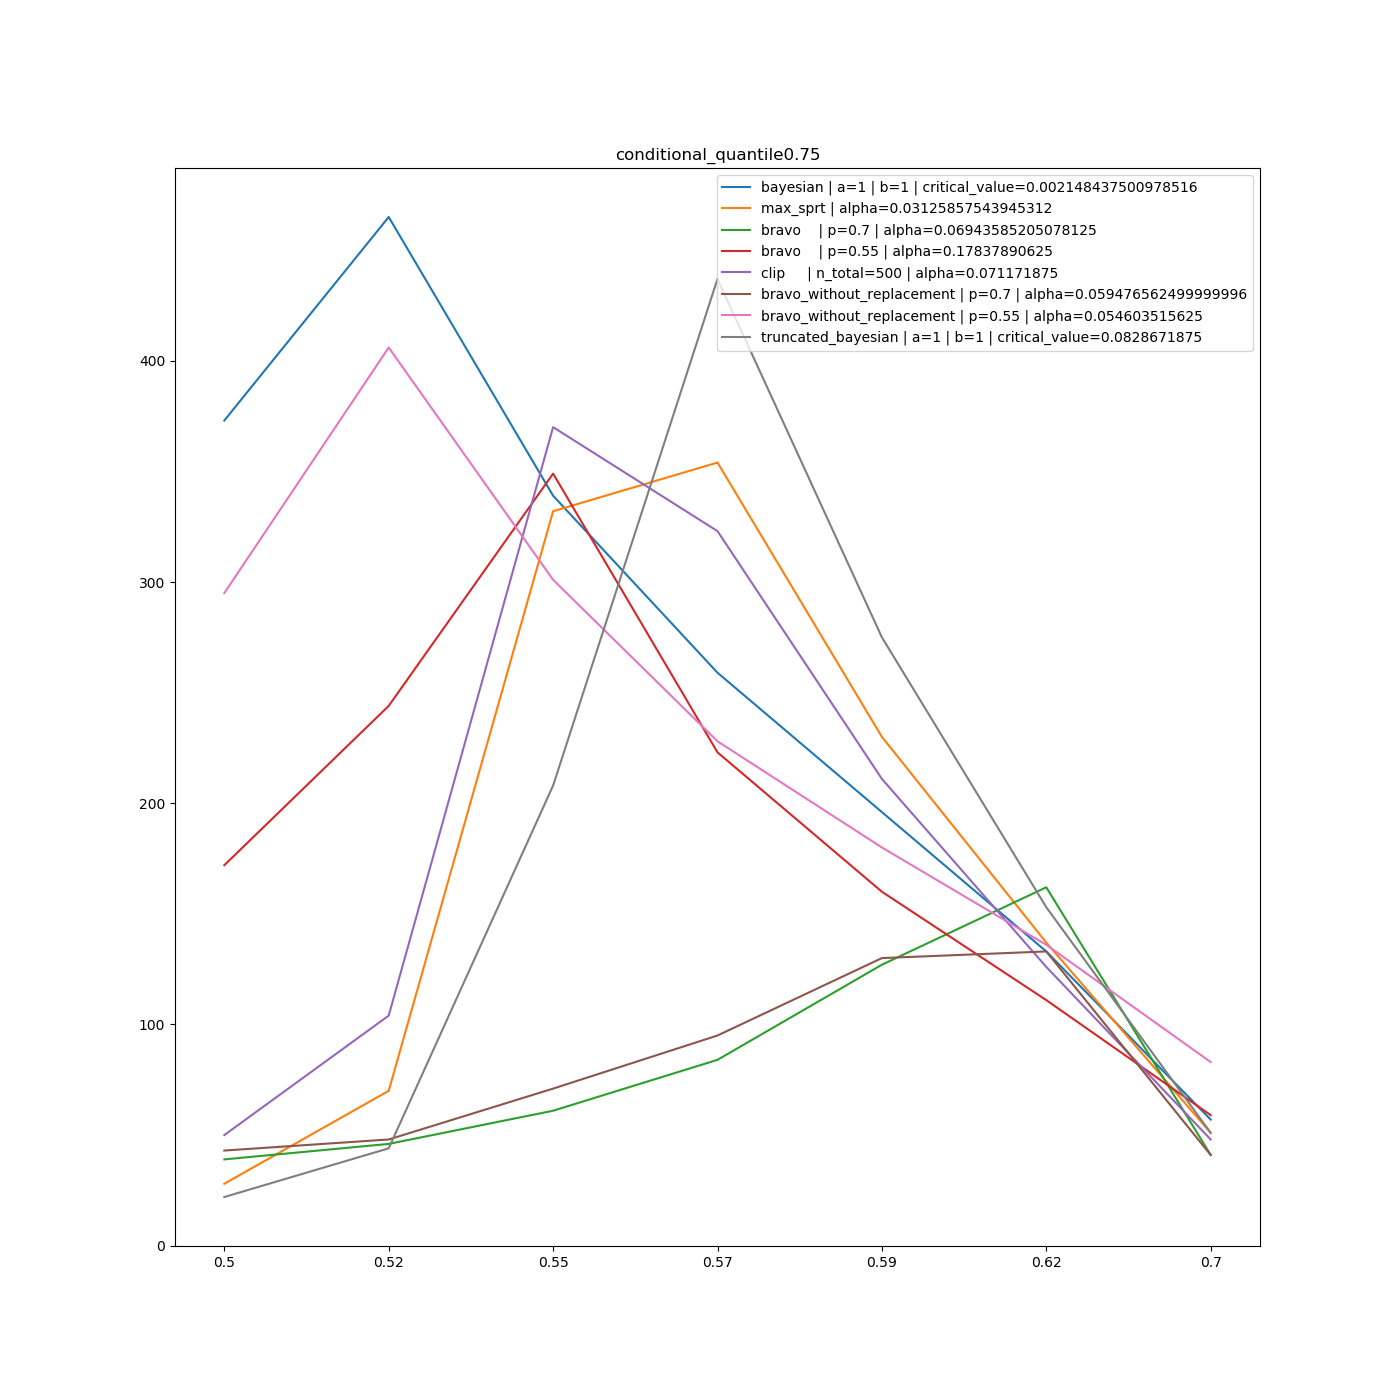 conditional_quantile0.75
bayesian | a=1 | b=1 | critical_value=0.002148437500978516
max_sprt | alpha=0.03125857543945312
bravo    | p=0.7 | alpha=0.06943585205078125
bravo    | p=0.55 | alpha=0.17837890625
clip     | n_total=500 | alpha=0.071171875
bravo_without_replacement | p=0.7 | alpha=0.059476562499999996
bravo_without_replacement | p=0.55 | alpha=0.054603515625
truncated_bayesian | a=1 | b=1 | critical_value=0.0828671875
400
300
200
100
0
0.5 0.52 0.55 0.57 0.59 0.62 0.7